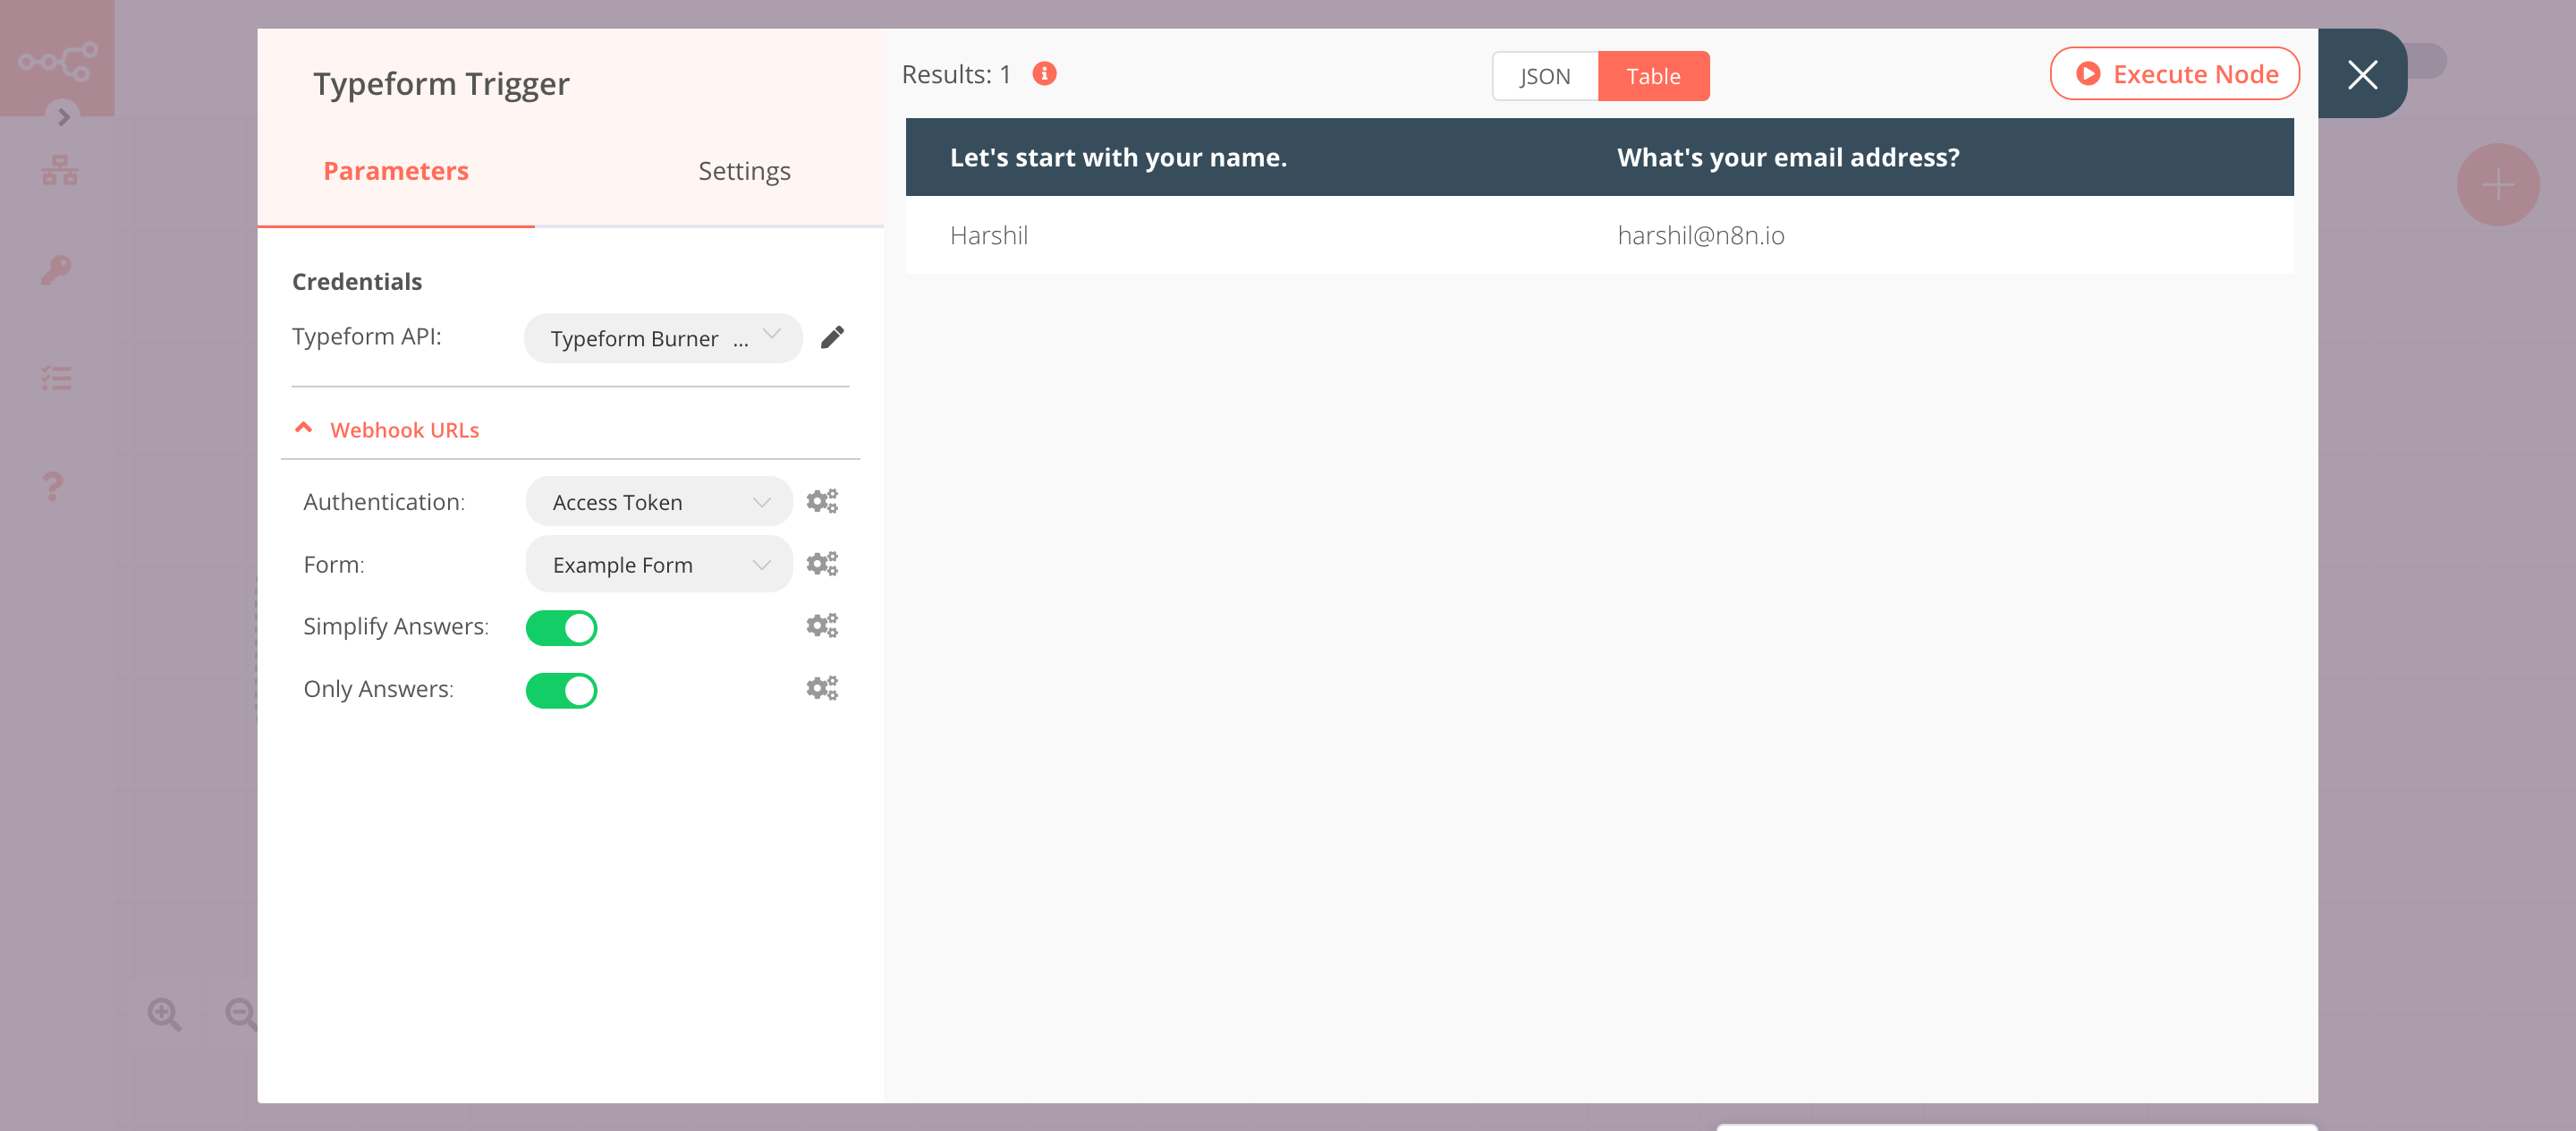 Typeform Trigger
Parameters
Settings
Credentials
Typeform API:
Typeform Burner ...
Webhook URLs
Authentication:
Access Token
Form:
Example Form
Simplify Answers:
Only Answers:
Results: 1
JSON
Table
Execute Node
Let's start with your name.
What's your email address?
Harshil
harshil@n8n.io